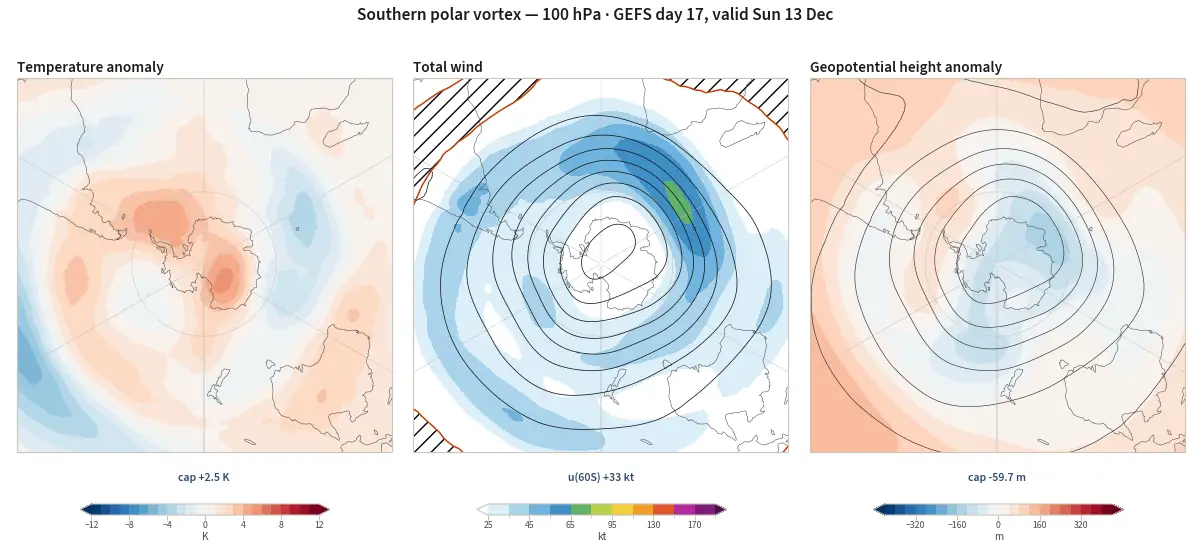 Southern polar vortex — 100 hPa · GEFS day 17, valid Sun 13 Dec
Temperature anomaly
Total wind
Geopotential height anomaly
cap +2.5 K
u(60S) +33 kt
cap -59.7 m
−12 −8 −4 0 4 8 12
K
25 45 65 95 130 170
kt
−320 −160 0 160 320
m